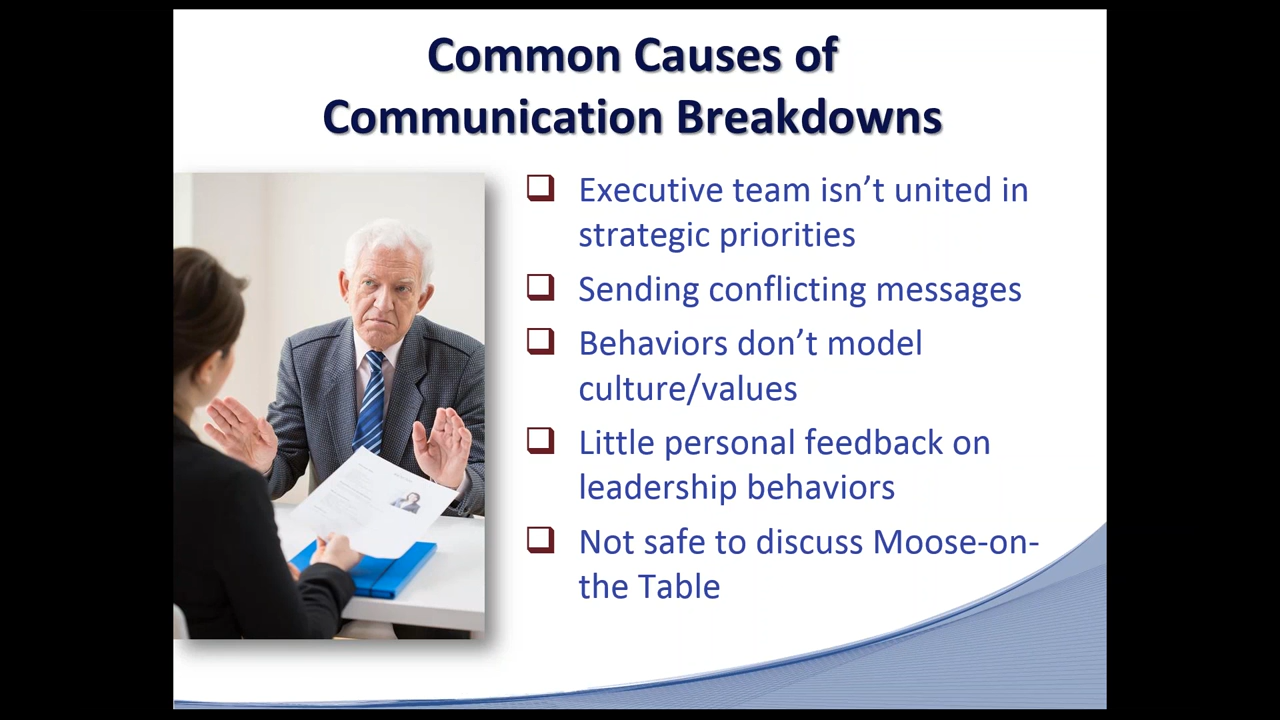 Common Causes of
Communication Breakdowns
Executive team isn’t united in
strategic priorities
Sending conflicting messages
Behaviors don’t model
culture/values
Little personal feedback on
leadership behaviors
Not safe to discuss Moose-on-
the Table